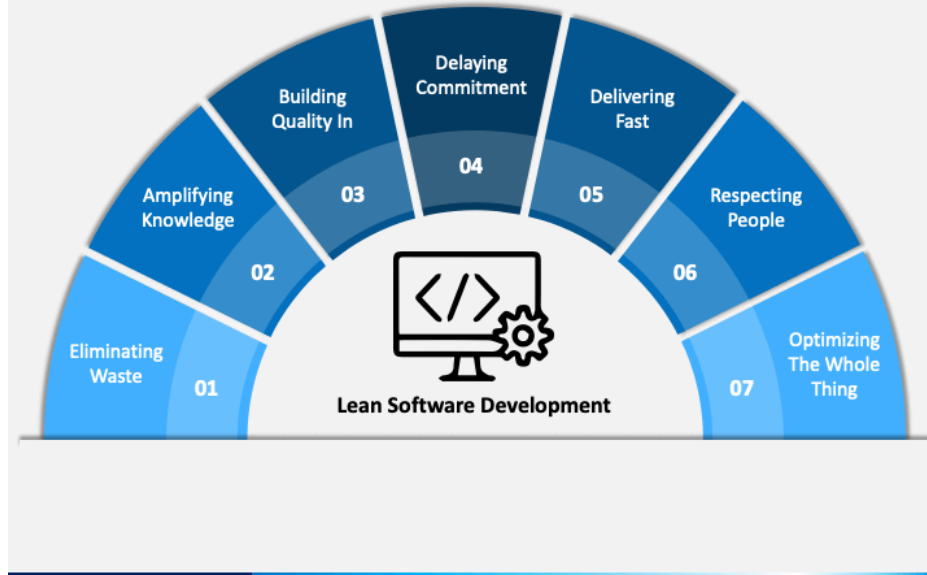 Eliminating
Waste
01
Amplifying
Knowledge
02
Building
Quality In
03
Delaying
Commitment
04
Delivering
Fast
05
Respecting
People
06
Optimizing
The Whole
Thing
07
</>
Lean Software Development